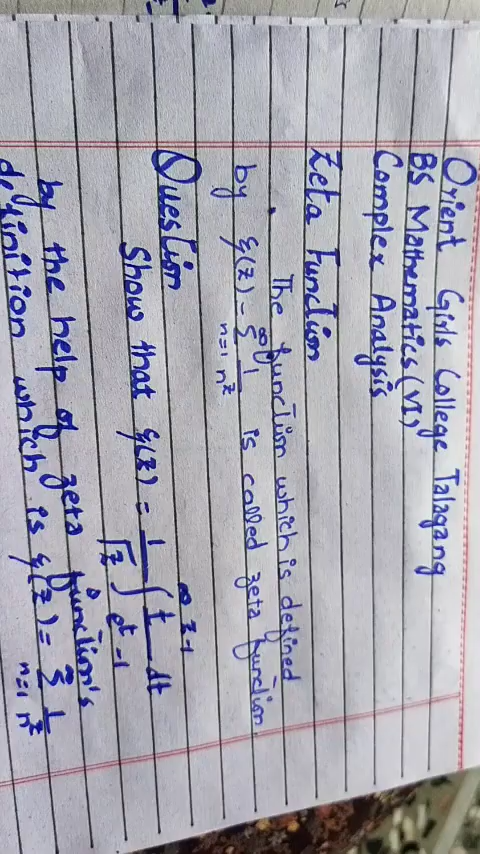 Orient Girls College Talagang
BS Mathematics (VI)
Complex Analysis
Zeta Function
The function which is defined
by ξ(z) = ∑_{n=1}^{∞} 1/n^z is called zeta function.
Question
Show that ξ(z) = 1/Γz ∫_0^∞ t^{z-1}/(e^t - 1) dt
by the help of zeta function's
definition which is ξ(z) = ∑_{n=1}^{∞} 1/n^z